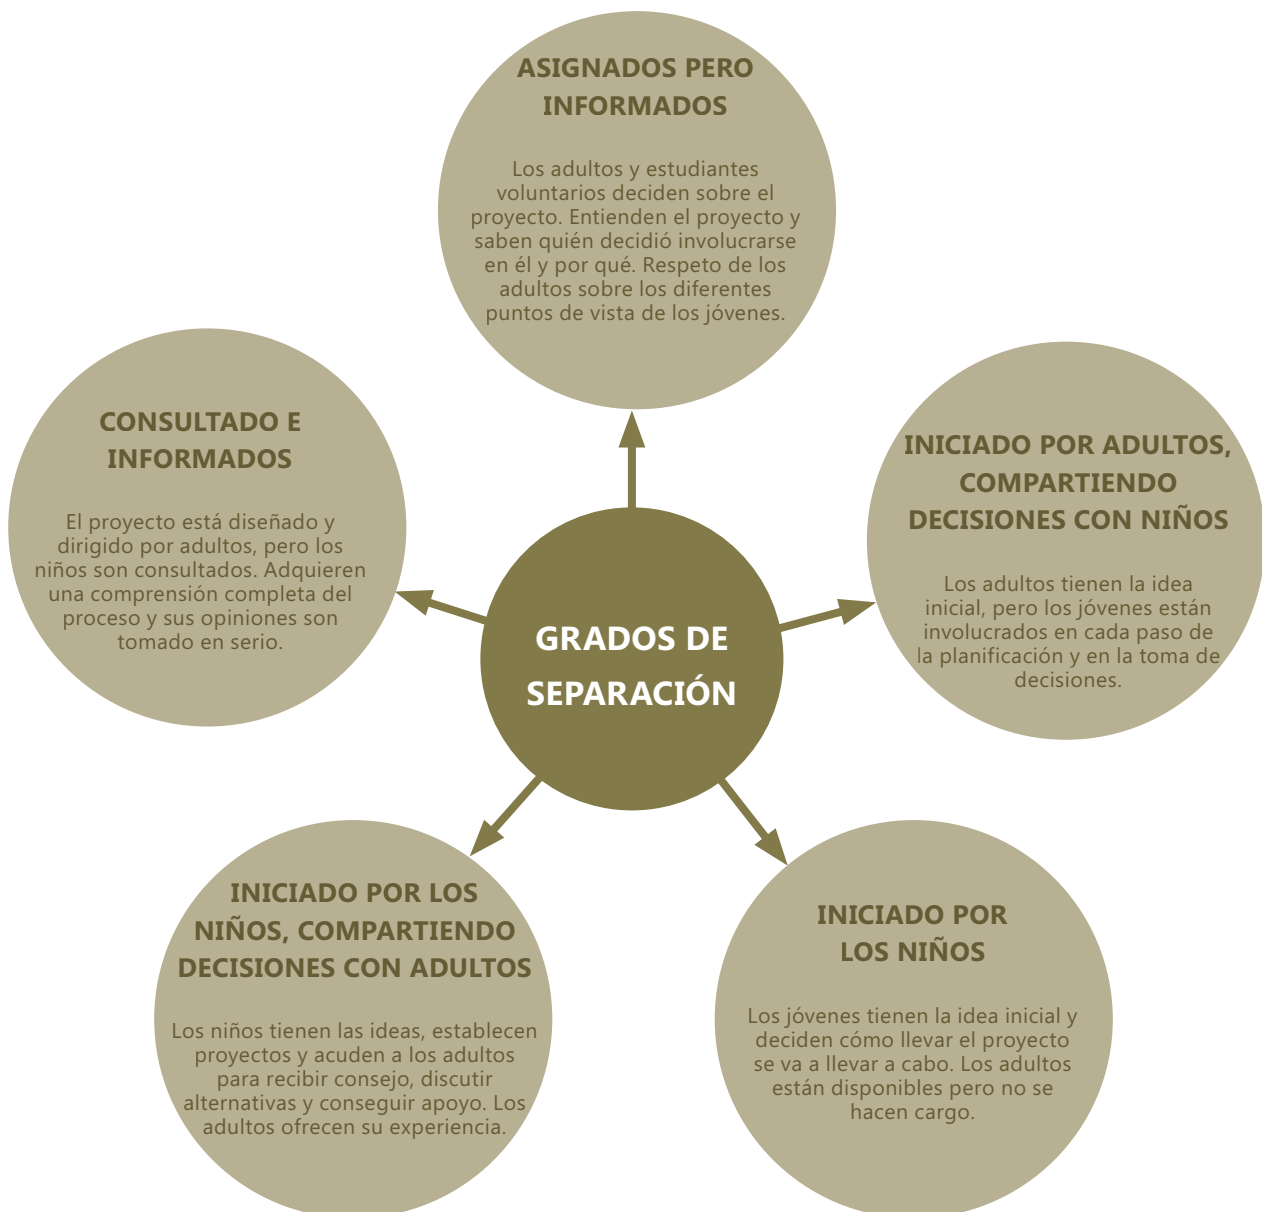 ASIGNADOS PERO
INFORMADOS
Los adultos y estudiantes
voluntarios deciden sobre el
proyecto. Entienden el proyecto y
saben quién decidió involucrarse
en él y por qué. Respeto de los
adultos sobre los diferentes
puntos de vista de los jóvenes.
CONSULTADO E
INFORMADOS
El proyecto está diseñado y
dirigido por adultos, pero los
niños son consultados. Adquieren
una comprensión completa del
proceso y sus opiniones son
tomado en serio.
INICIADO POR ADULTOS,
COMPARTIENDO
DECISIONES CON NIÑOS
Los adultos tienen la idea
inicial, pero los jóvenes están
involucrados en cada paso de
la planificación y en la toma de
decisiones.
GRADOS DE
SEPARACIÓN
INICIADO POR LOS
NIÑOS, COMPARTIENDO
DECISIONES CON ADULTOS
Los niños tienen las ideas, establecen
proyectos y acuden a los adultos
para recibir consejo, discutir
alternativas y conseguir apoyo. Los
adultos ofrecen su experiencia.
INICIADO POR
LOS NIÑOS
Los jóvenes tienen la idea inicial y
deciden cómo llevar el proyecto
se va a llevar a cabo. Los adultos
están disponibles pero no se
hacen cargo.